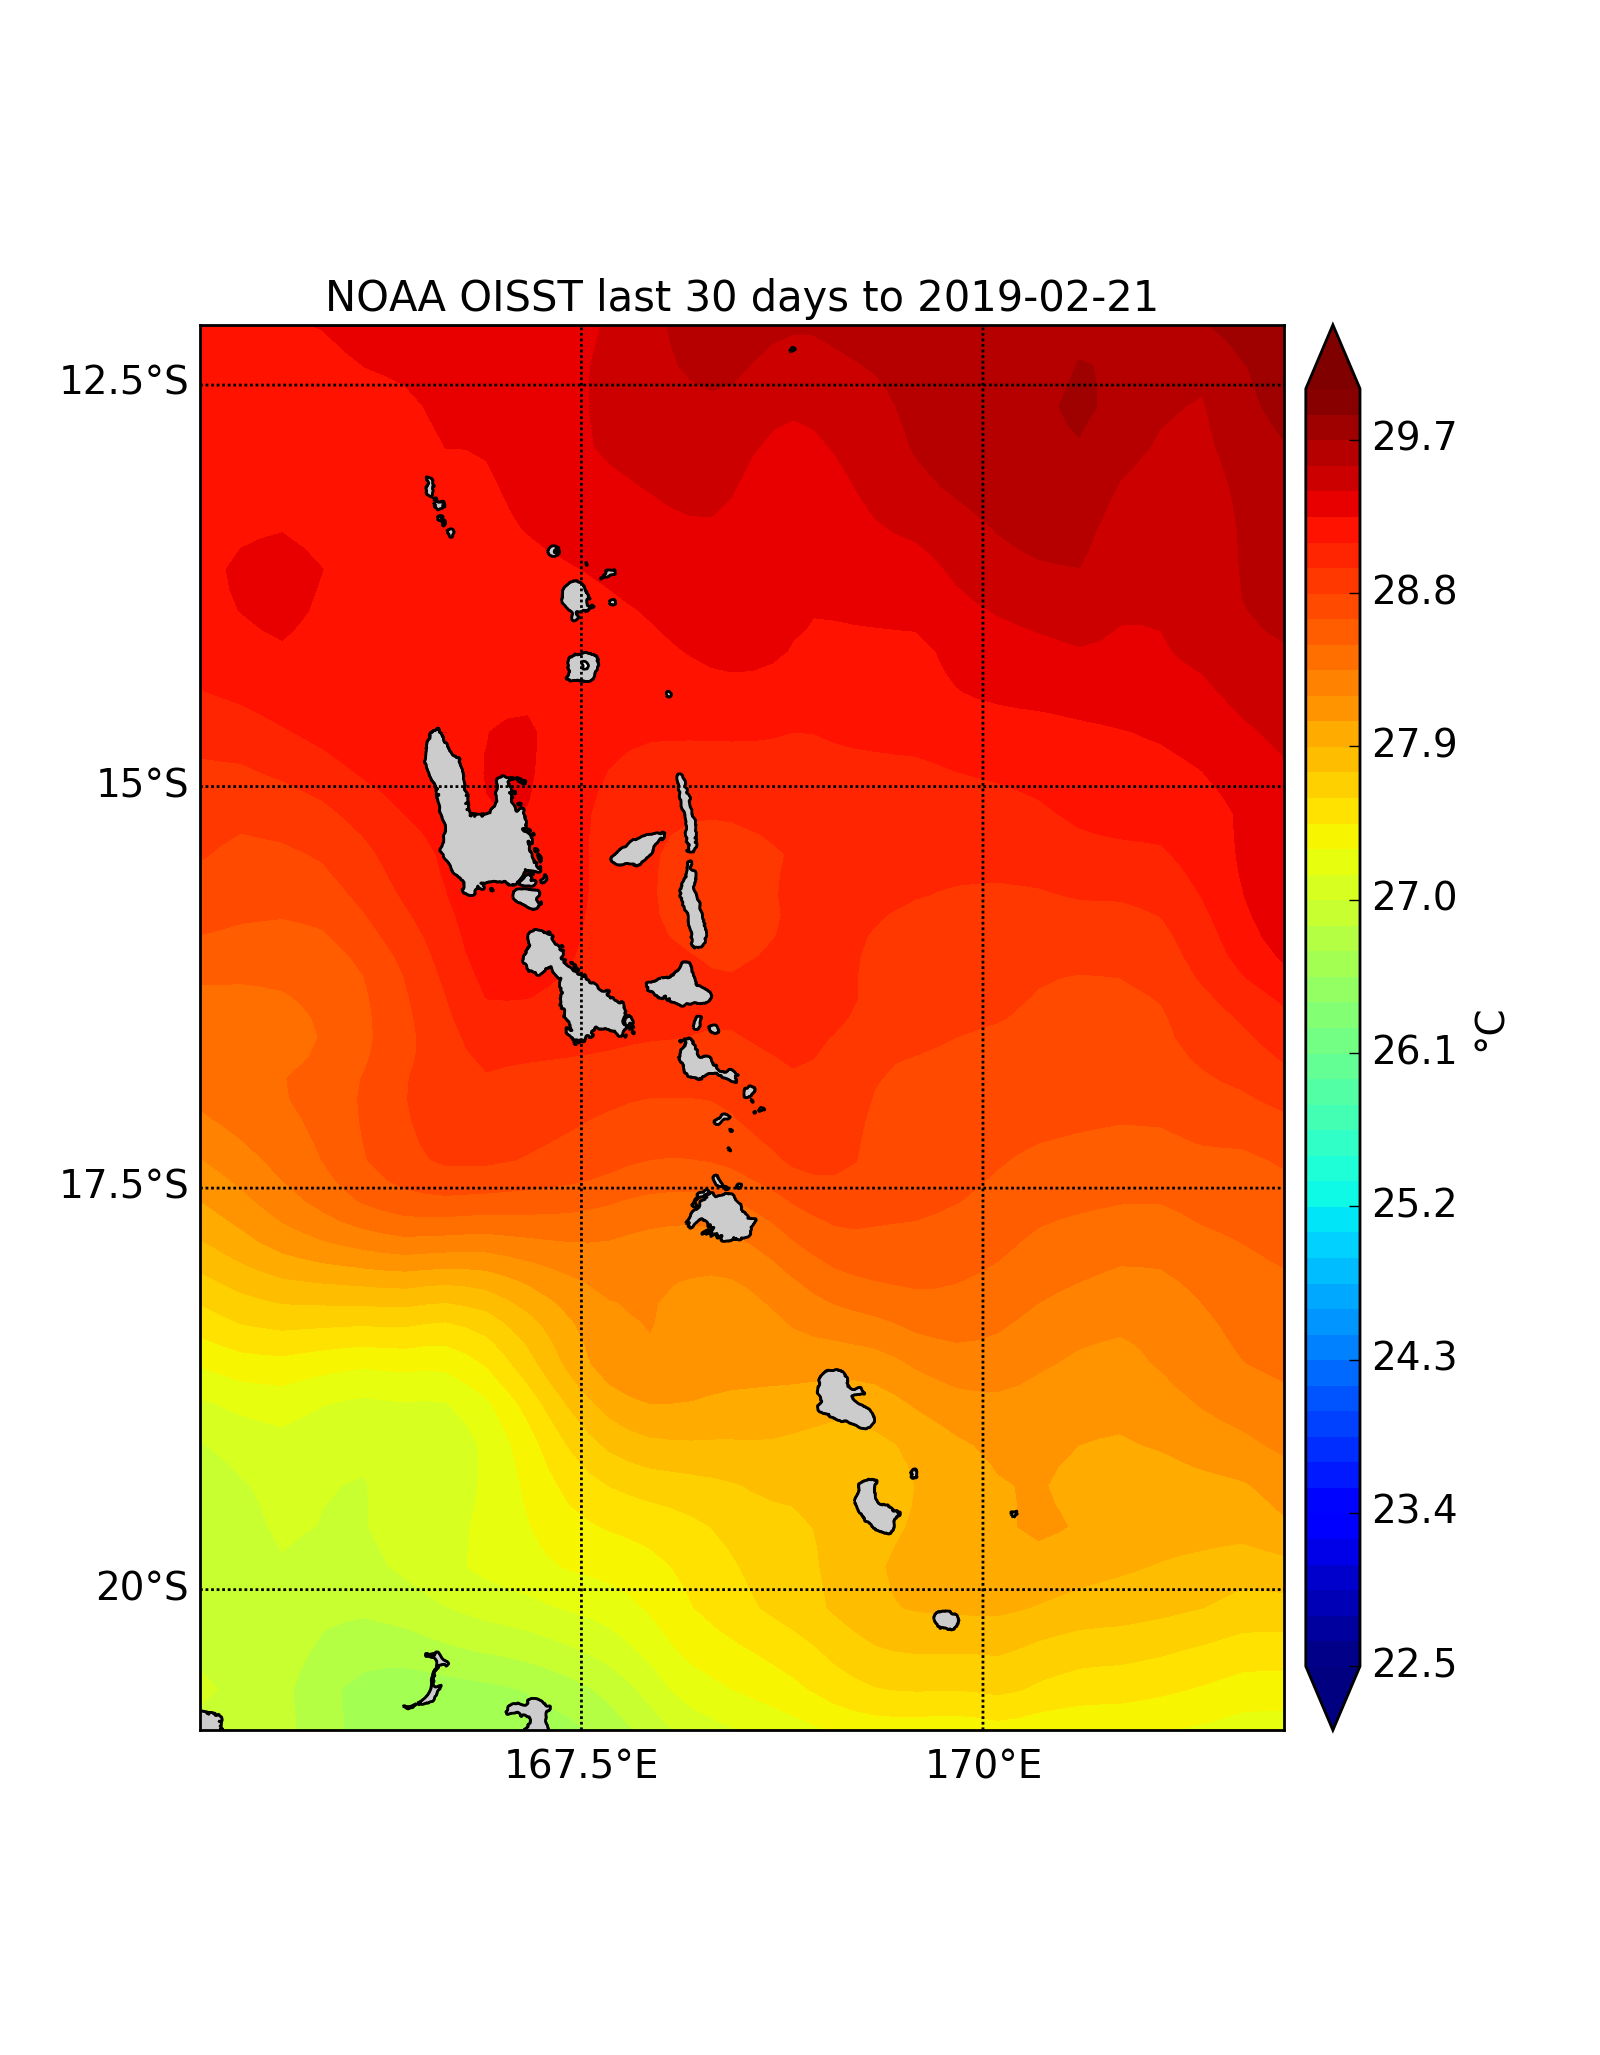 NOAA OISST last 30 days to 2019-02-21
12.5°S
15°S
17.5°S
20°S
167.5°E
170°E
29.7
28.8
27.9
27.0
26.1
25.2
24.3
23.4
22.5
°C